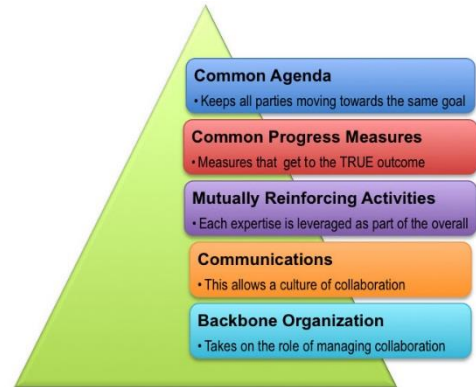 Common Agenda
• Keeps all parties moving towards the same goal
Common Progress Measures
• Measures that get to the TRUE outcome
Mutually Reinforcing Activities
• Each expertise is leveraged as part of the overall
Communications
• This allows a culture of collaboration
Backbone Organization
• Takes on the role of managing collaboration